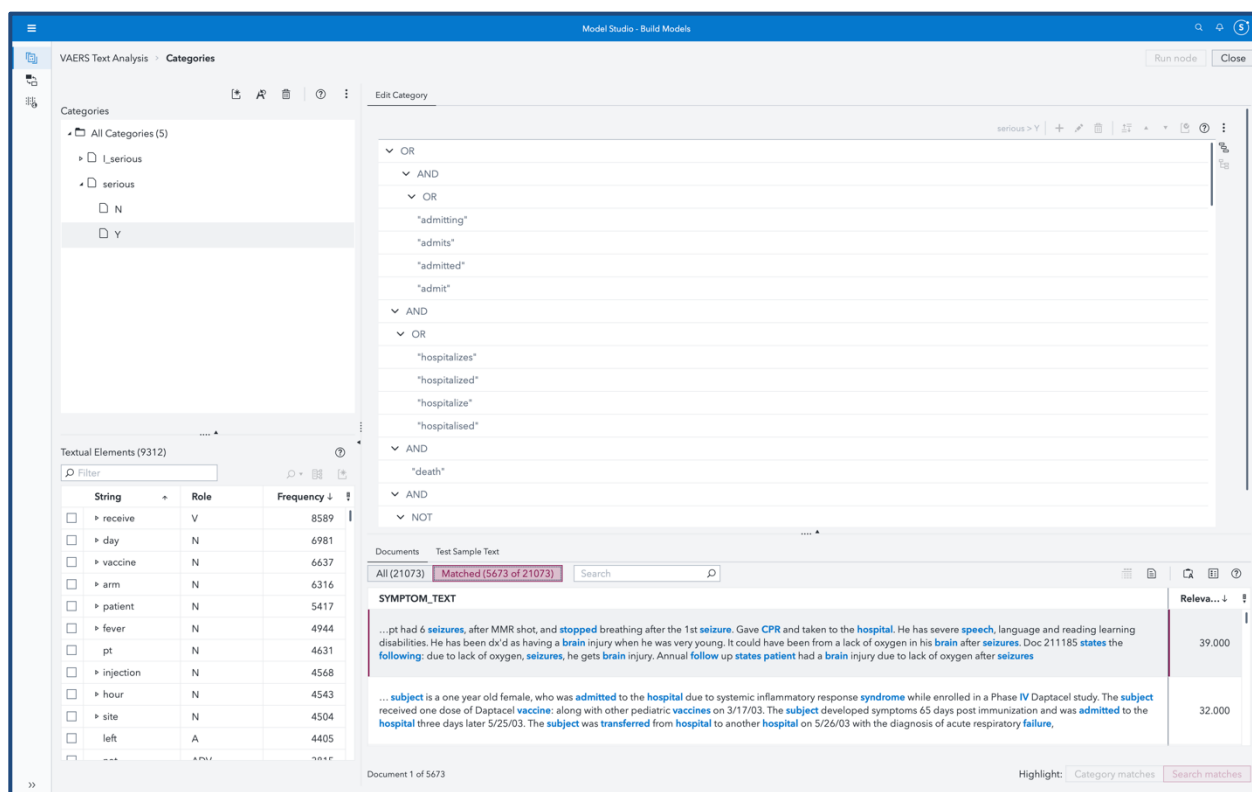 Model Studio - Build Models
S
VAERS Text Analysis > Categories
Run node
Close
Categories
All Categories (5)
l_serious
serious
N
Y
Edit Category
serious > Y
OR
AND
OR
"admitting"
"admits"
"admitted"
"admit"
AND
OR
"hospitalizes"
"hospitalized"
"hospitalize"
"hospitalised"
AND
"death"
AND
NOT
Textual Elements (9312)
Filter
String Role Frequency
receive V 8589
day N 6981
vaccine N 6637
arm N 6316
patient N 5417
fever N 4944
pt N 4631
injection N 4568
hour N 4543
site N 4504
left A 4405
Documents Test Sample Text
All (21073) Matched (5673 of 21073) Search
SYMPTOM_TEXT Releva...
...pt had 6 seizures, after MMR shot, and stopped breathing after the 1st seizure. Gave CPR and taken to the hospital. He has severe speech, language and reading learning
disabilities. He has been dx'd as having a brain injury when he was very young. It could have been from a lack of oxygen in his brain after seizures. Doc 211185 states the
following: due to lack of oxygen, seizures, he gets brain injury. Annual follow up states patient had a brain injury due to lack of oxygen after seizures
39.000
... subject is a one year old female, who was admitted to the hospital due to systemic inflammatory response syndrome while enrolled in a Phase IV Daptacel study. The subject
received one dose of Daptacel vaccine: along with other pediatric vaccines on 3/17/03. The subject developed symptoms 65 days post immunization and was admitted to the
hospital three days later 5/25/03. The subject was transferred from hospital to another hospital on 5/26/03 with the diagnosis of acute respiratory failure,
32.000
Document 1 of 5673
Highlight: Category matches Search matches